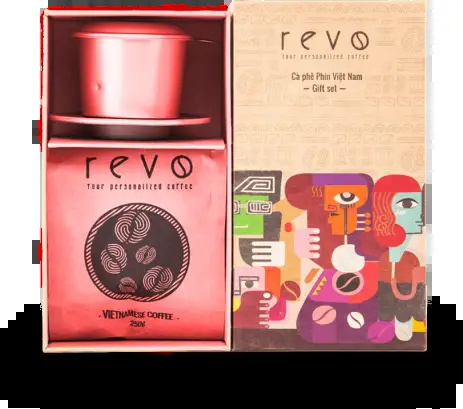 revo
Your personalized coffee
VIETNAMESE COFFEE
250G
revo
Your personalized coffee
Cà phê Phin Việt Nam
– Gift set –